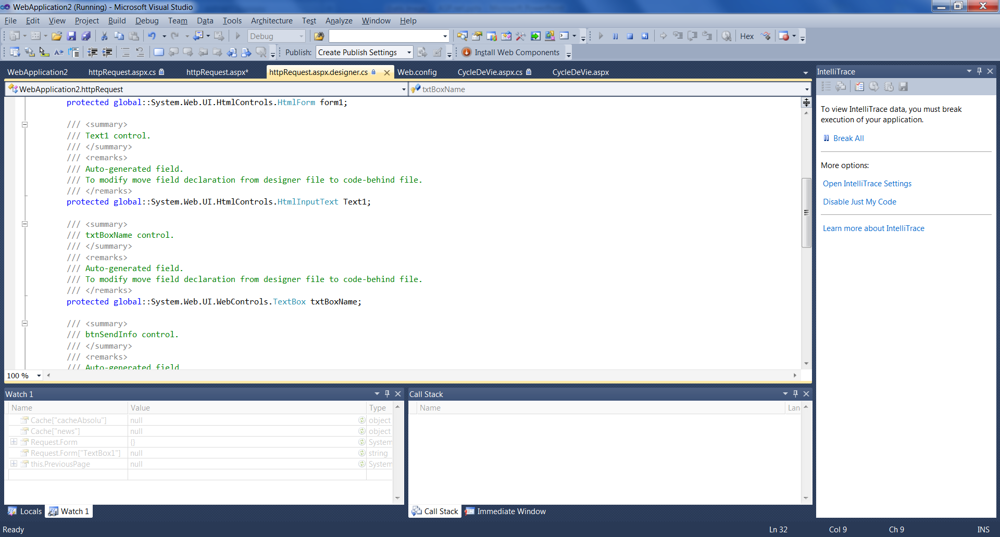 WebApplication2 (Running) - Microsoft Visual Studio
File Edit View Project Build Debug Team Data Tools Architecture Test Analyze Window Help
Debug Hex
Publish: Create Publish Settings Install Web Components
WebApplication2 httpRequest.aspx.cs httpRequest.aspx* httpRequest.aspx.designer.cs Web.config CycleDeVie.aspx.cs CycleDeVie.aspx
WebApplication2.httpRequest txtBoxName
protected global::System.Web.UI.HtmlControls.HtmlForm form1;
/// <summary>
/// Text1 control.
/// </summary>
/// <remarks>
/// Auto-generated field.
/// To modify move field declaration from designer file to code-behind file.
/// </remarks>
protected global::System.Web.UI.HtmlControls.HtmlInputText Text1;
/// <summary>
/// txtBoxName control.
/// </summary>
/// <remarks>
/// Auto-generated field.
/// To modify move field declaration from designer file to code-behind file.
/// </remarks>
protected global::System.Web.UI.WebControls.TextBox txtBoxName;
/// <summary>
/// btnSendInfo control.
/// </summary>
/// <remarks>
/// Auto-generated field
100 %
IntelliTrace
To view IntelliTrace data, you must break
execution of your application.
Break All
More options:
Open IntelliTrace Settings
Disable Just My Code
Learn more about IntelliTrace
Watch 1
Name Value Type
Cache["cacheAbsolu"] null object
Cache["news"] null object
Request.Form {} System
Request.Form["TextBox1"] null string
this.PreviousPage null System
Locals Watch 1
Call Stack
Name Lan
Call Stack Immediate Window
Ready Ln 32 Col 9 Ch 9 INS